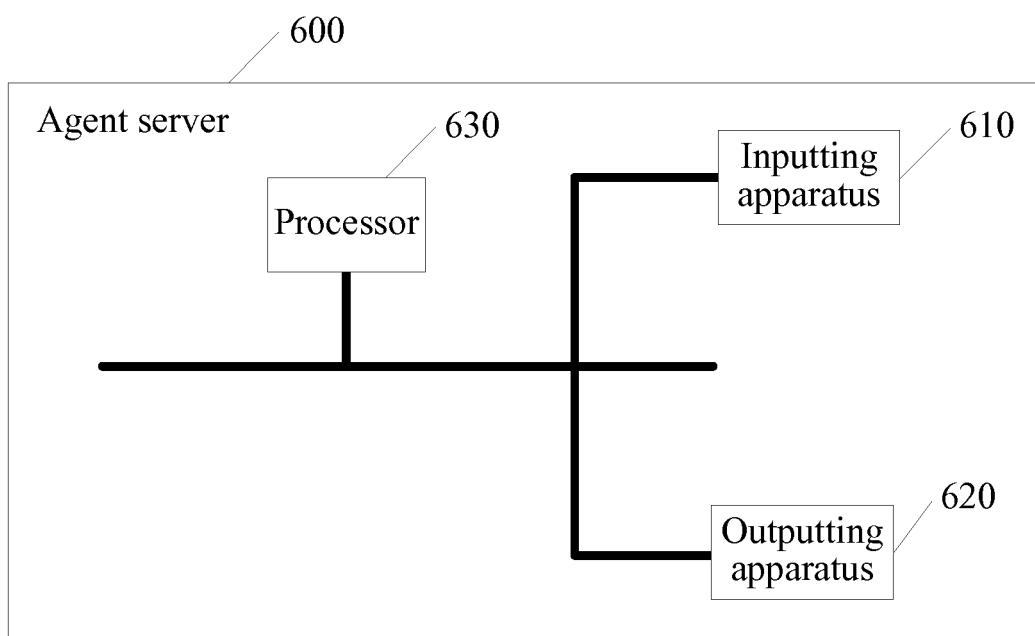 600
Agent server
630
610
Processor
Inputting
apparatus
620
Outputting
apparatus